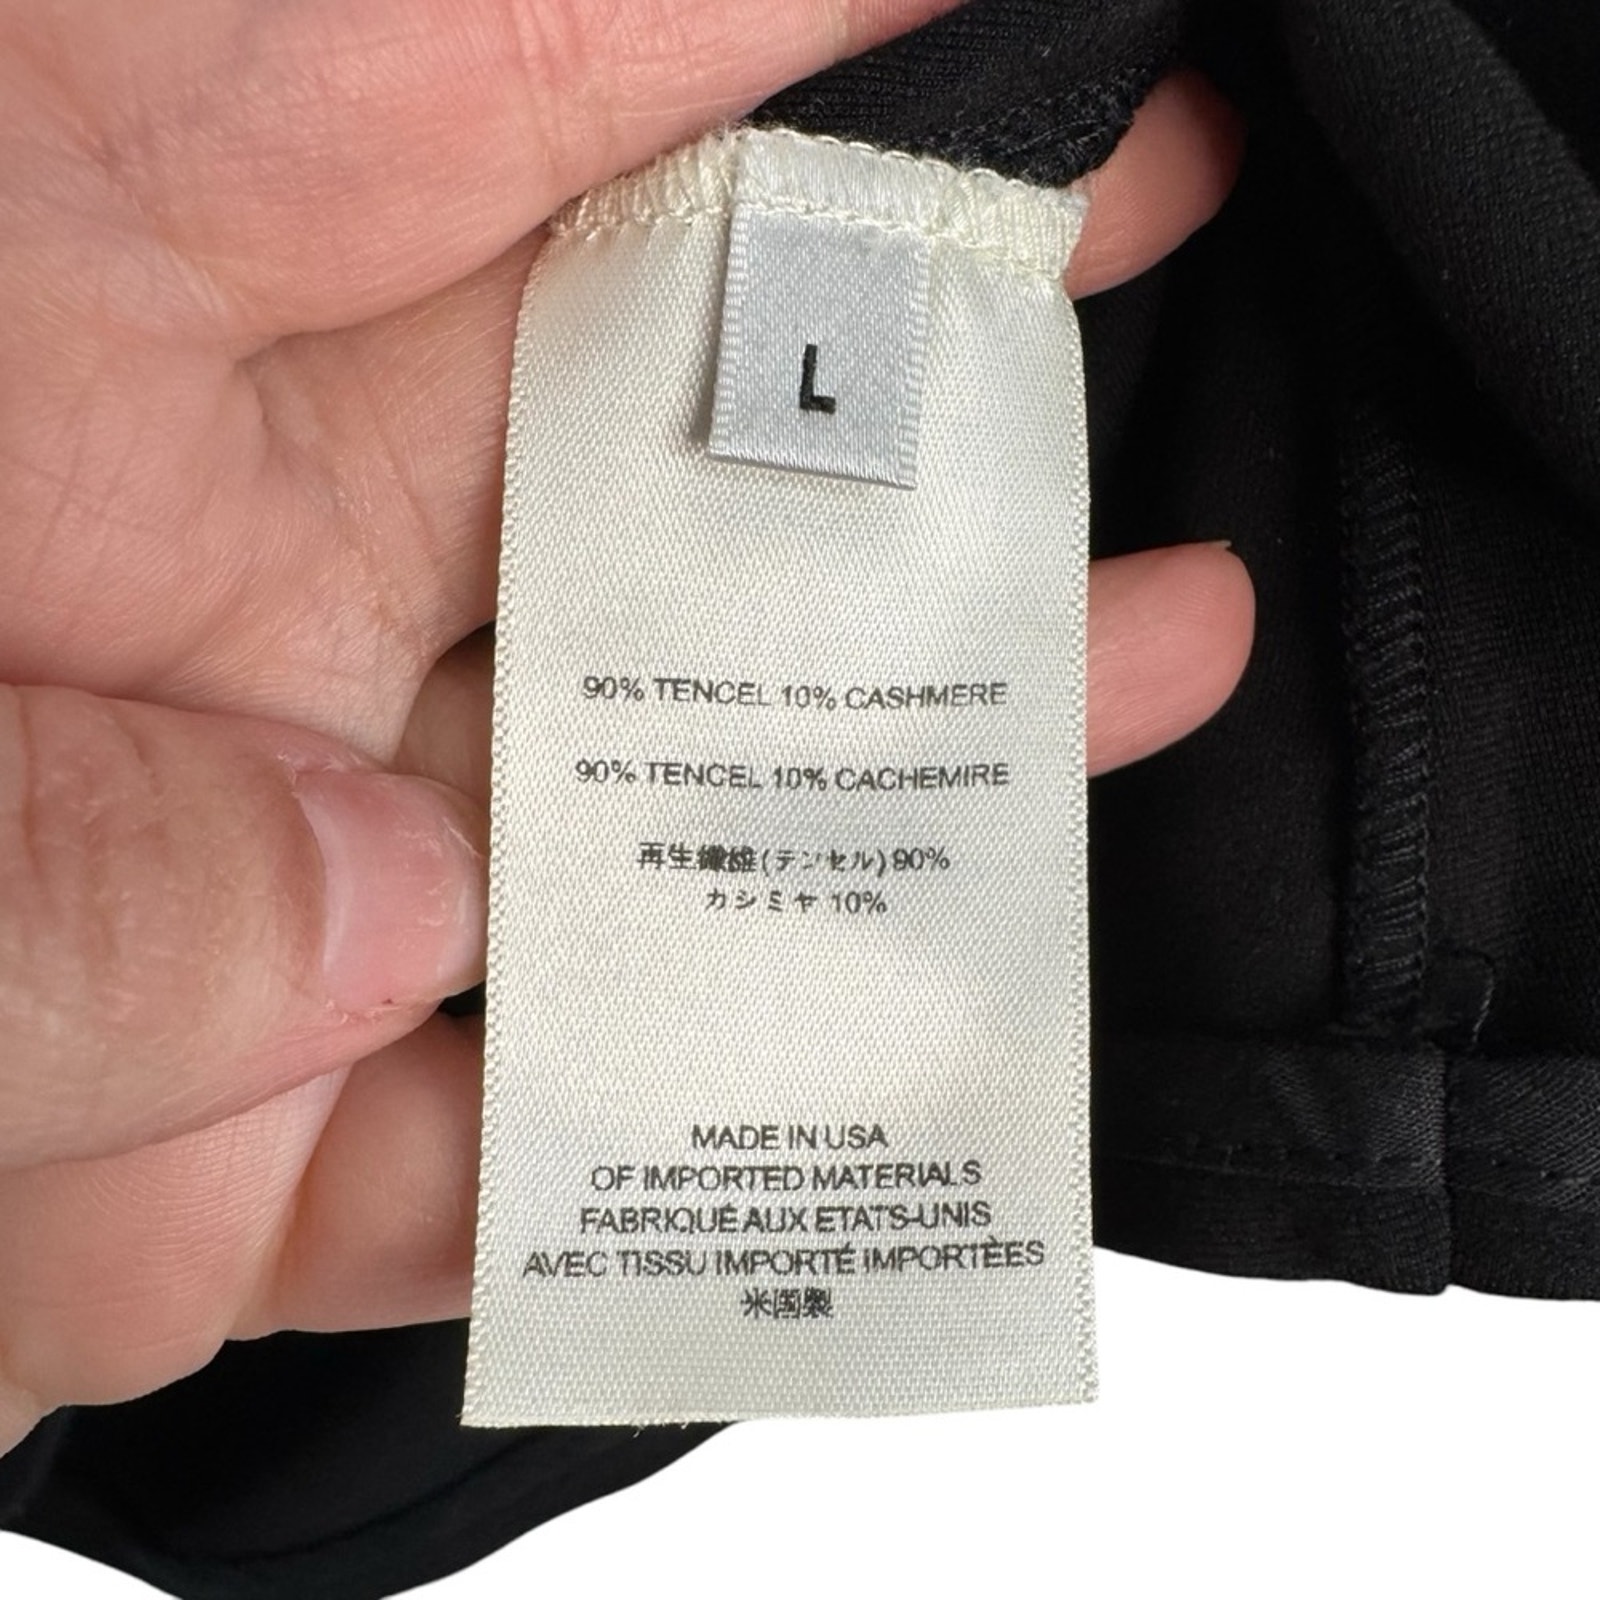 L
90% TENCEL 10% CASHMERE
90% TENCEL 10% CACHEMIRE
再生繊維(テンセル)90%
カシミヤ 10%
MADE IN USA
OF IMPORTED MATERIALS
FABRIQUÉ AUX ETATS-UNIS
AVEC TISSU IMPORTÉ IMPORTÈES
米国製